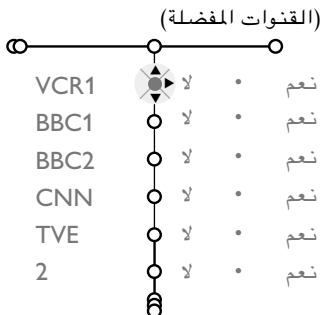 (القنوات المفضلة)
VCR1 لا • نعم
BBC1 لا • نعم
BBC2 لا • نعم
CNN لا • نعم
TVE لا • نعم
2 لا • نعم